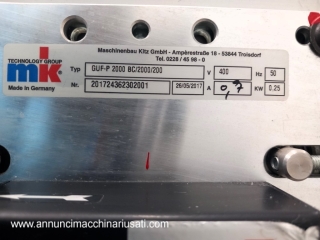 Maschinenbau Kitz GmbH - Ampèrestraße 18 - 53844 Troisdorf
Tel. 0228 / 45 98 - 0
TECHNOLOGY GROUP
mk
Made in Germany
Typ GUF-P 2000 BC/2000/200 V 400 Hz 50
Nr. 201724362302001 26/05/2017 A 0,7 KW 0.25
www.annuncimacchinariusati.com